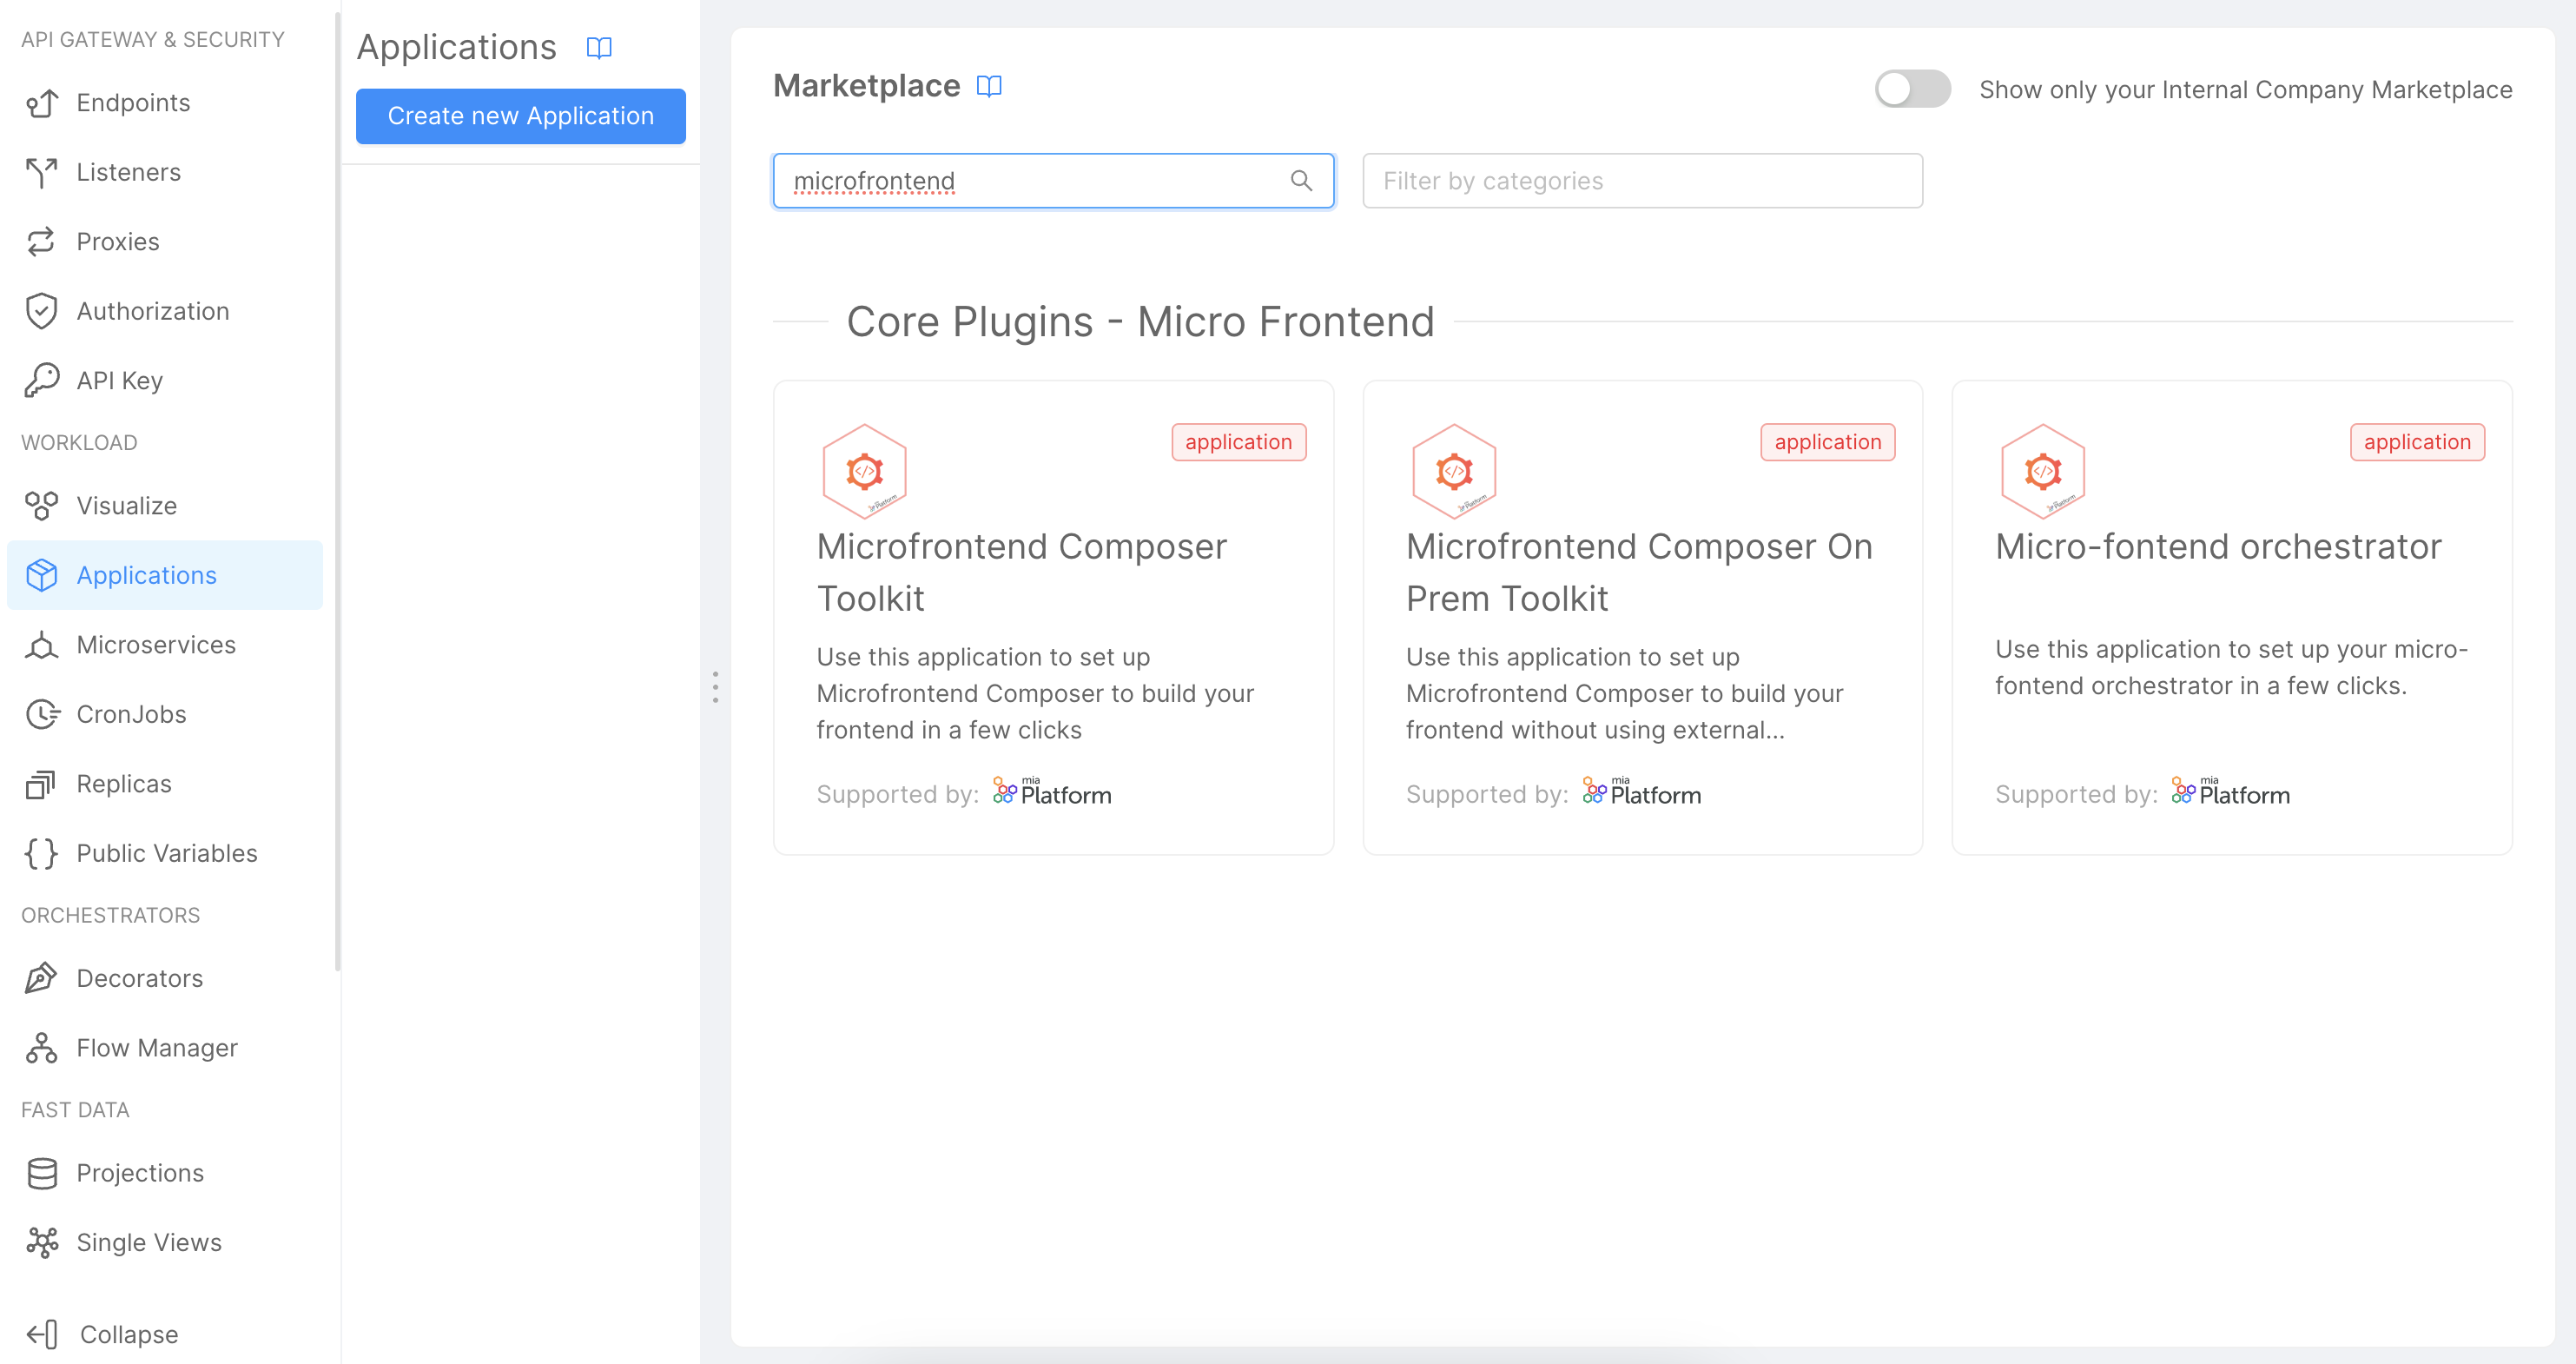 API GATEWAY & SECURITY
Endpoints
Listeners
Proxies
Authorization
API Key
WORKLOAD
Visualize
Applications
Microservices
CronJobs
Replicas
Public Variables
ORCHESTRATORS
Decorators
Flow Manager
FAST DATA
Projections
Single Views
Collapse
Applications
Create new Application
Marketplace
Show only your Internal Company Marketplace
microfrontend
Filter by categories
Core Plugins - Micro Frontend
application
Microfrontend Composer
Toolkit
Use this application to set up
Microfrontend Composer to build your
frontend in a few clicks
Supported by: mia Platform
application
Microfrontend Composer On
Prem Toolkit
Use this application to set up
Microfrontend Composer to build your
frontend without using external...
Supported by: mia Platform
application
Micro-fontend orchestrator
Use this application to set up your micro-
fontend orchestrator in a few clicks.
Supported by: mia Platform